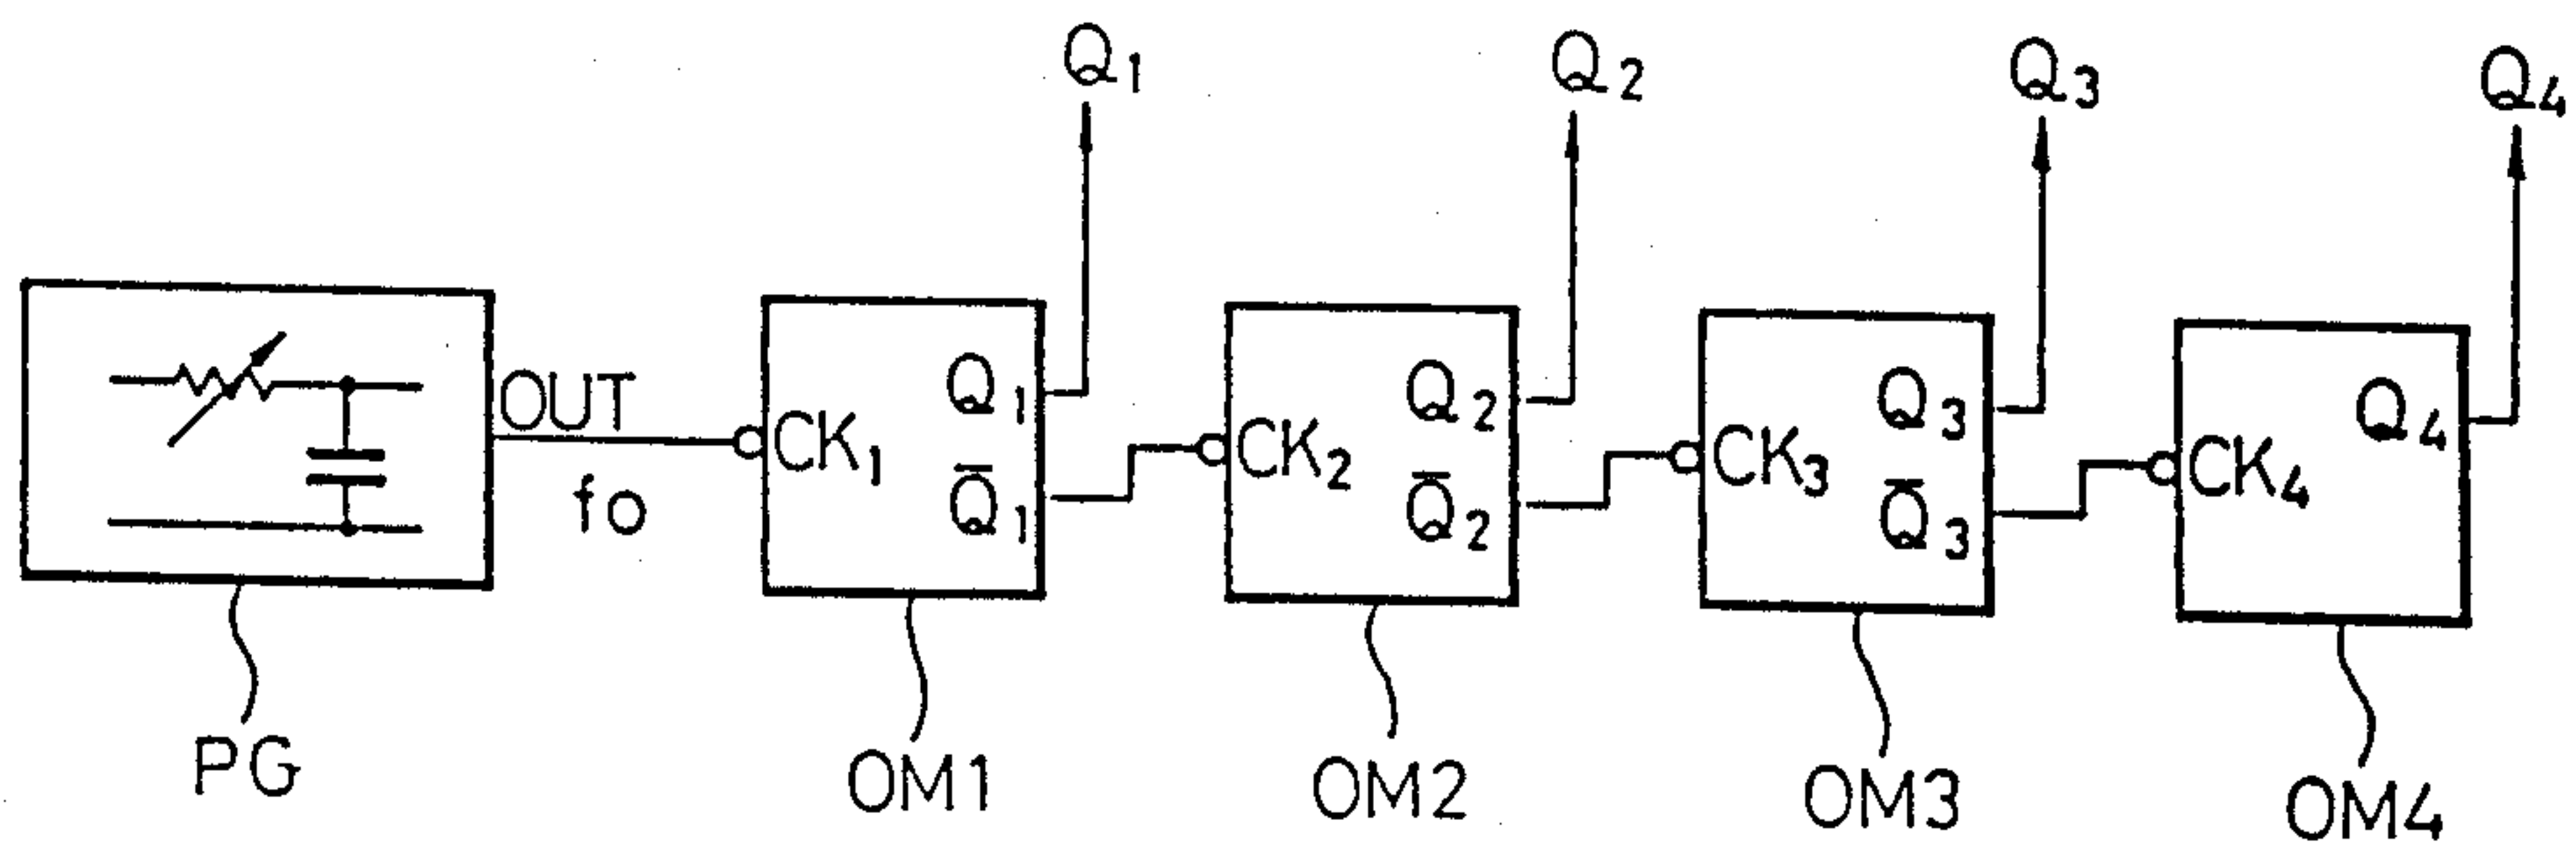 Q1 Q2 Q3 Q4
OUT
fo
CK1 Q1 Q̅1
CK2 Q2 Q̅2
CK3 Q3 Q̅3
CK4 Q4
PG OM1 OM2 OM3 OM4